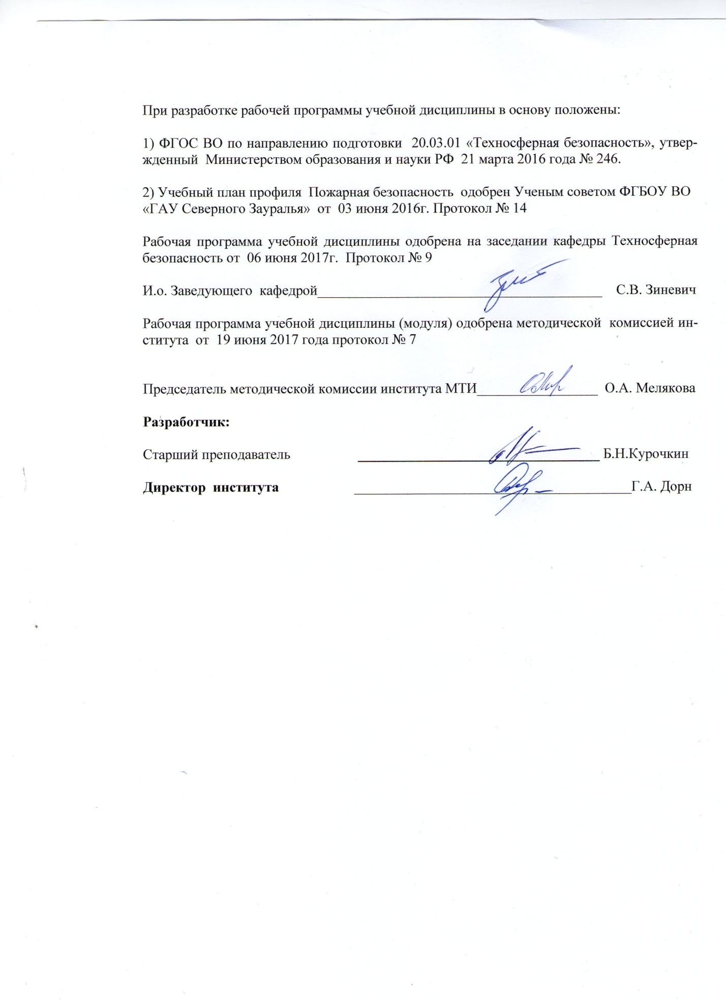 При разработке рабочей программы учебной дисциплины в основу положены:
1) ФГОС ВО по направлению подготовки 20.03.01 «Техносферная безопасность», утвер-
жденный Министерством образования и науки РФ 21 марта 2016 года № 246.
2) Учебный план профиля Пожарная безопасность одобрен Ученым советом ФГБОУ ВО
«ГАУ Северного Зауралья» от 03 июня 2016г. Протокол № 14
Рабочая программа учебной дисциплины одобрена на заседании кафедры Техносферная
безопасность от 06 июня 2017г. Протокол № 9
И.о. Заведующего кафедрой С.В. Зиневич
Рабочая программа учебной дисциплины (модуля) одобрена методической комиссией ин-
ститута от 19 июня 2017 года протокол № 7
Председатель методической комиссии института МТИ О.А. Мелякова
Разработчик:
Старший преподаватель Б.Н.Курочкин
Директор института Г.А. Дорн